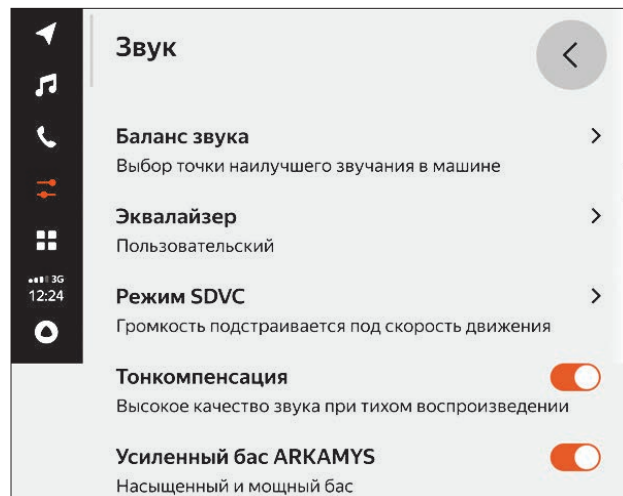 Звук
Баланс звука
Выбор точки наилучшего звучания в машине
Эквалайзер
Пользовательский
3G
12:24
Режим SDVC
Громкость подстраивается под скорость движения
Тонкомпенсация
Высокое качество звука при тихом воспроизведении
Усиленный бас ARKAMYS
Насыщенный и мощный бас